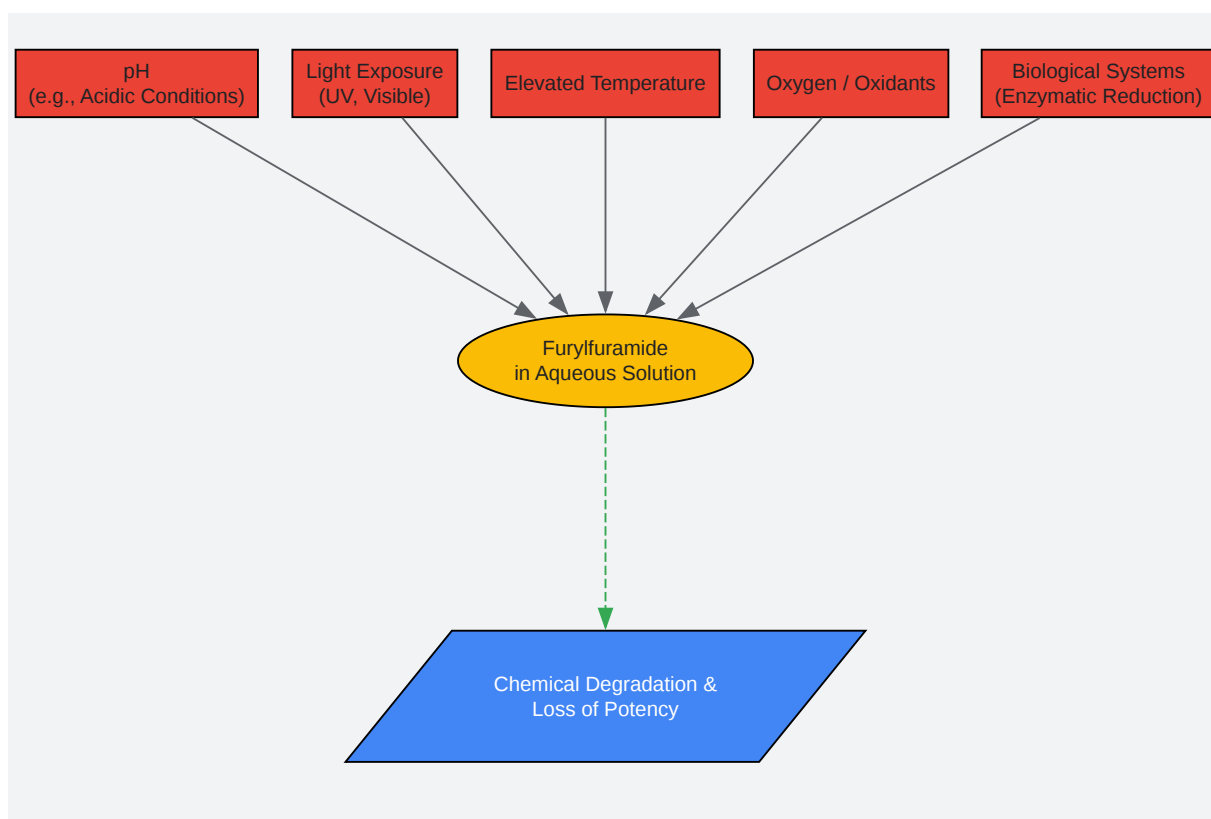 pH
(e.g., Acidic Conditions)
Light Exposure
(UV, Visible)
Elevated Temperature
Oxygen / Oxidants
Biological Systems
(Enzymatic Reduction)
Furylfuramide
in Aqueous Solution
Chemical Degradation &
Loss of Potency